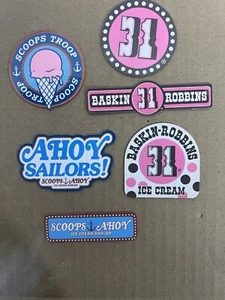 SCOOPS TROOP
SCOOPS AHOY
31
BASKIN 31 ROBBINS
AHOY
SAILORS!
SCOOPS AHOY
BASKIN-ROBBINS
31
ICE CREAM
SCOOPS AHOY
ICE CREAM PARLOR